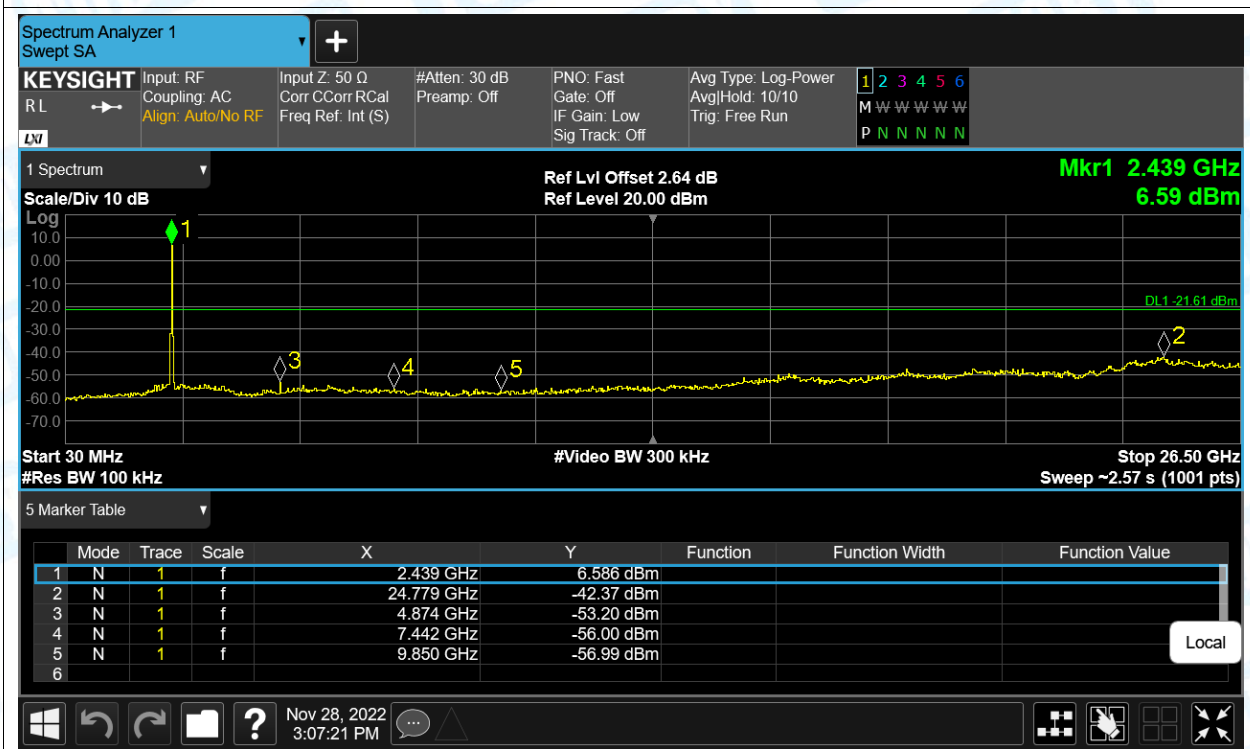 Spectrum Analyzer 1
Swept SA
KEYSIGHT
R L
LXI
Input: RF
Coupling: AC
Align: Auto/No RF
Input Z: 50 Ω
Corr CCorr RCal
Freq Ref: Int (S)
#Atten: 30 dB
Preamp: Off
PNO: Fast
Gate: Off
IF Gain: Low
Sig Track: Off
Avg Type: Log-Power
Avg|Hold: 10/10
Trig: Free Run
1 2 3 4 5 6
M W W W W W
P N N N N N
1 Spectrum
Scale/Div 10 dB
Ref Lvl Offset 2.64 dB
Ref Level 20.00 dBm
Mkr1 2.439 GHz
6.59 dBm
Log
10.0
0.00
-10.0
-20.0
-30.0
-40.0
-50.0
-60.0
-70.0
1
3
4
5
2
DL1 -21.61 dBm
Start 30 MHz
#Video BW 300 kHz
Stop 26.50 GHz
#Res BW 100 kHz
Sweep ~2.57 s (1001 pts)
5 Marker Table
Mode Trace Scale X Y Function Function Width Function Value
1 N 1 f 2.439 GHz 6.586 dBm
2 N 1 f 24.779 GHz -42.37 dBm
3 N 1 f 4.874 GHz -53.20 dBm
4 N 1 f 7.442 GHz -56.00 dBm
5 N 1 f 9.850 GHz -56.99 dBm
6
Local
?
Nov 28, 2022
3:07:21 PM